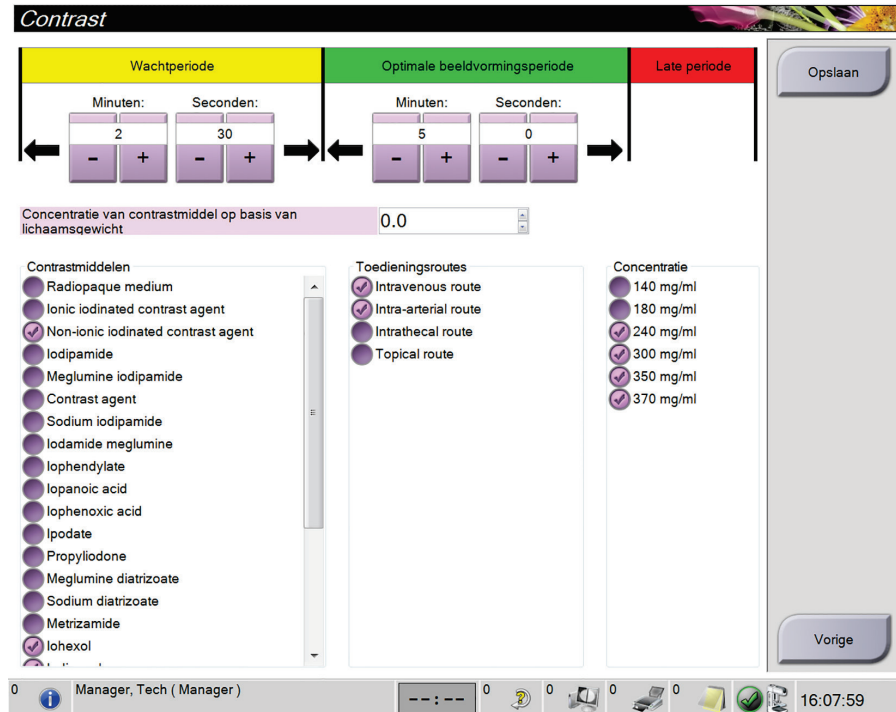 Contrast
Wachtperiode
Optimale beeldvormingsperiode
Late periode
Opslaan
Minuten:
Seconden:
Minuten:
Seconden:
2
30
5
0
- + - + - + - +
Concentratie van contrastmiddel op basis van
lichaamsgewicht
0.0
Contrastmiddelen
Radiopaque medium
Ionic iodinated contrast agent
Non-ionic iodinated contrast agent
Iodipamide
Meglumine iodipamide
Contrast agent
Sodium iodipamide
Iodamide meglumine
Iophendylate
Iopanoic acid
Iophenoxic acid
Ipodate
Propyliodone
Meglumine diatrizoate
Sodium diatrizoate
Metrizamide
Iohexol
Toedieningsroutes
Intravenous route
Intra-arterial route
Intrathecal route
Topical route
Concentratie
140 mg/ml
180 mg/ml
240 mg/ml
300 mg/ml
350 mg/ml
370 mg/ml
Vorige
0
Manager, Tech ( Manager )
--:--
0
0
0
0
16:07:59